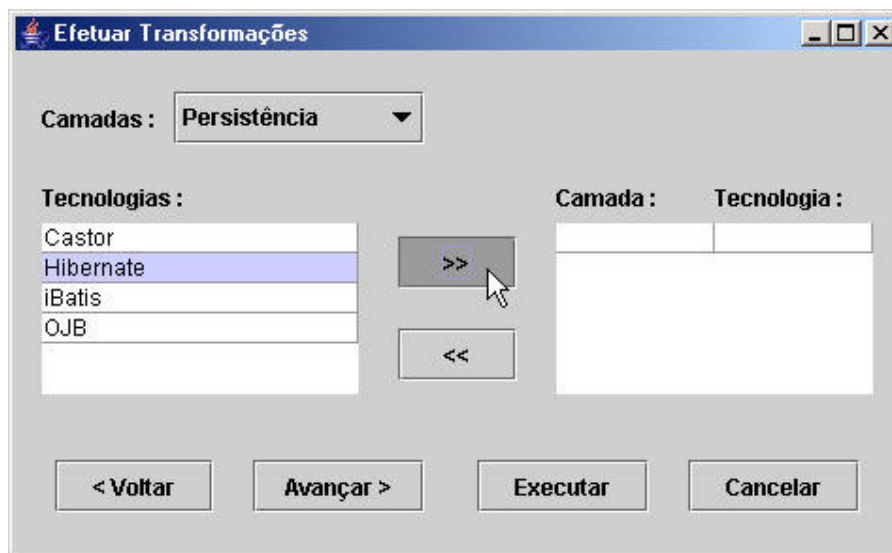 Efetuar Transformações
Camadas : Persistência
Tecnologias : Camada : Tecnologia :
Castor
Hibernate
iBatis
OJB
>>
<<
< Voltar Avançar > Executar Cancelar